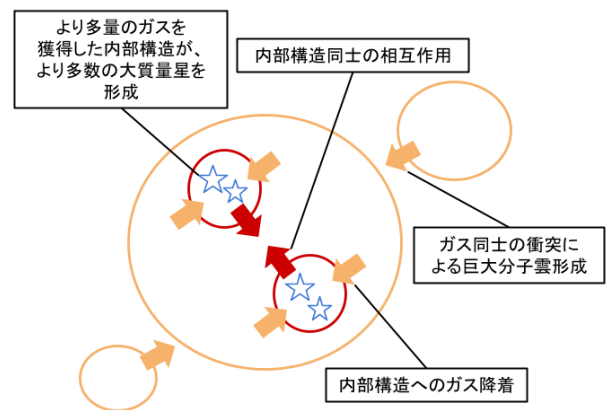 より多量のガスを
獲得した内部構造が、
より多数の大質量星を
形成
内部構造同士の相互作用
ガス同士の衝突に
よる巨大分子雲形成
内部構造へのガス降着